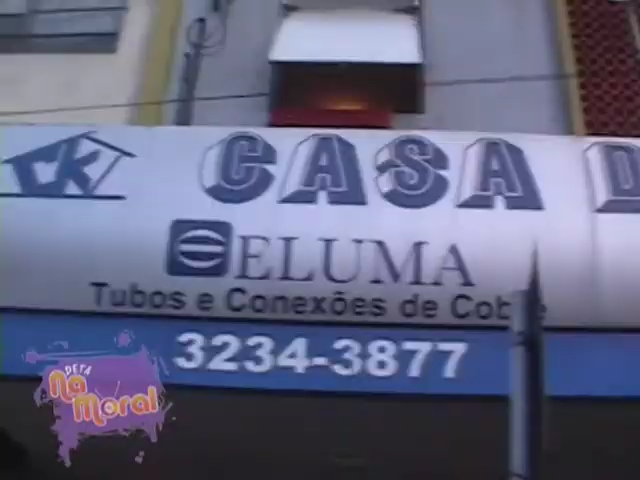 CK
CASA D
ELUMA
Tubos e Conexões de Cob e
3234-3877
DETA
Na
Moral